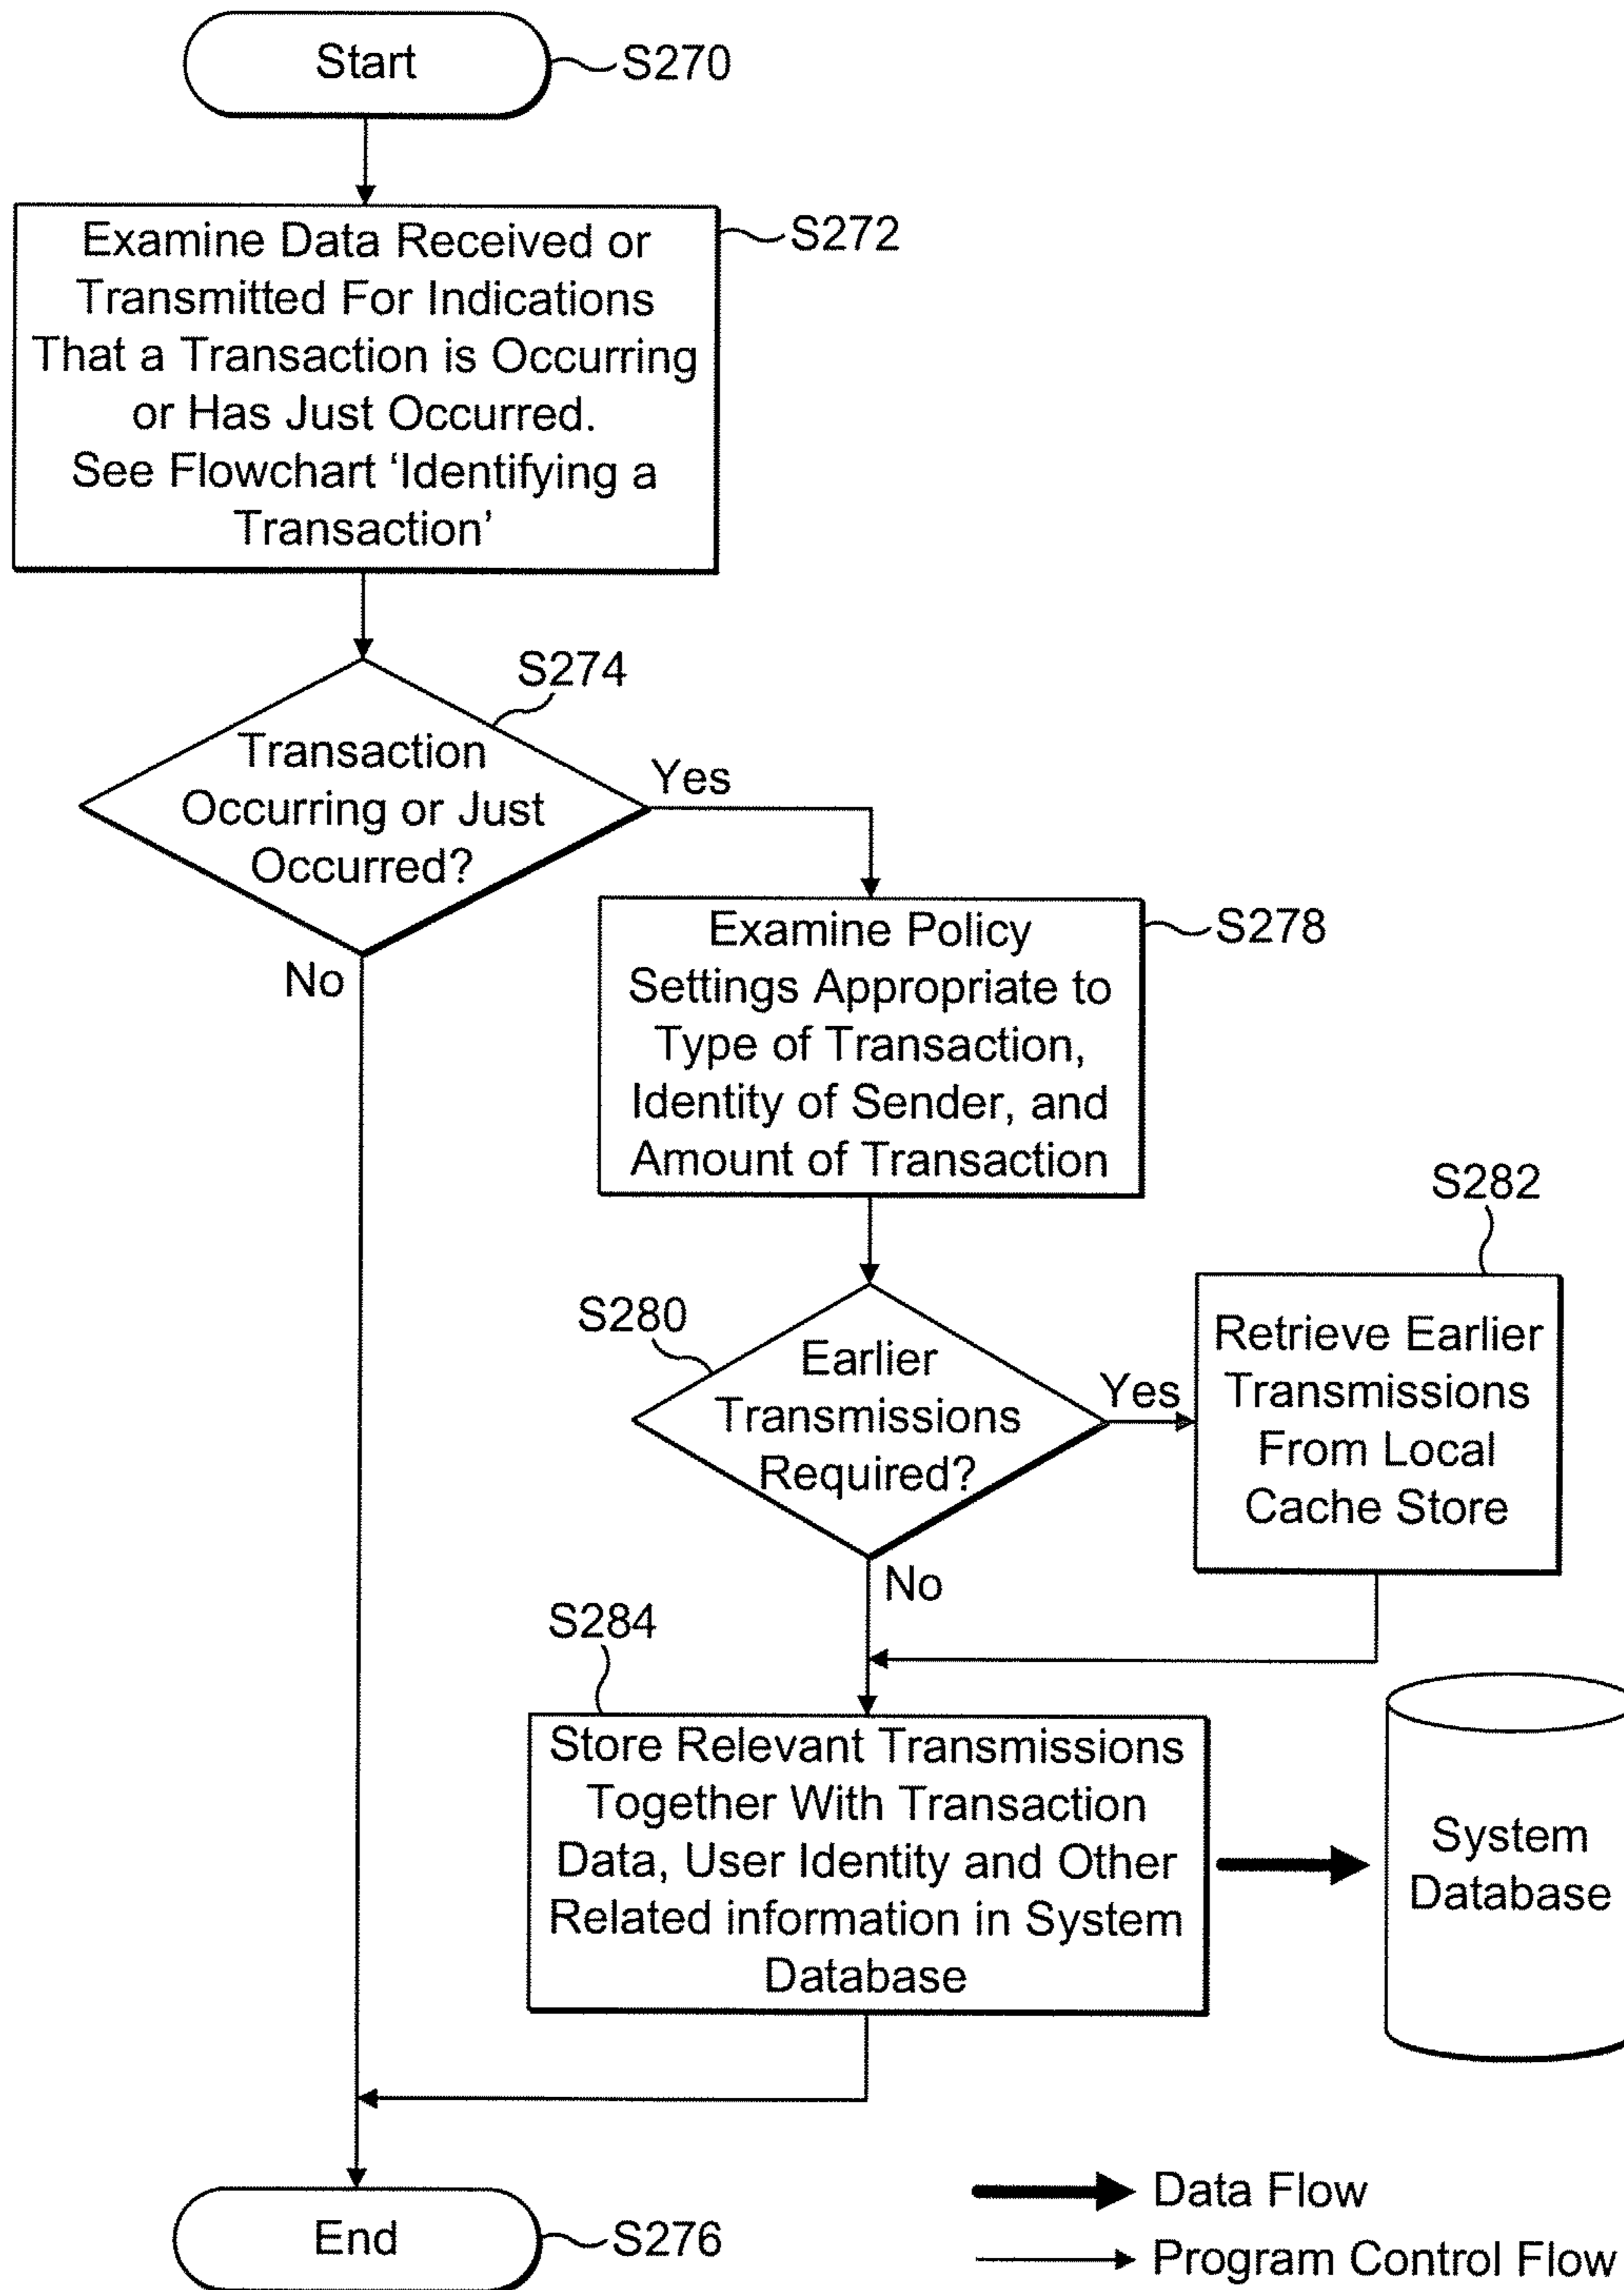 Start
S270
Examine Data Received or
Transmitted For Indications
That a Transaction is Occurring
or Has Just Occurred.
See Flowchart ‘Identifying a
Transaction’
S272
S274
Transaction
Occurring or Just
Occurred?
Yes
No
Examine Policy
Settings Appropriate to
Type of Transaction,
Identity of Sender, and
Amount of Transaction
S278
S282
S280
Earlier
Transmissions
Required?
Yes
No
Retrieve Earlier
Transmissions
From Local
Cache Store
S284
Store Relevant Transmissions
Together With Transaction
Data, User Identity and Other
Related information in System
Database
System
Database
End
S276
Data Flow
Program Control Flow